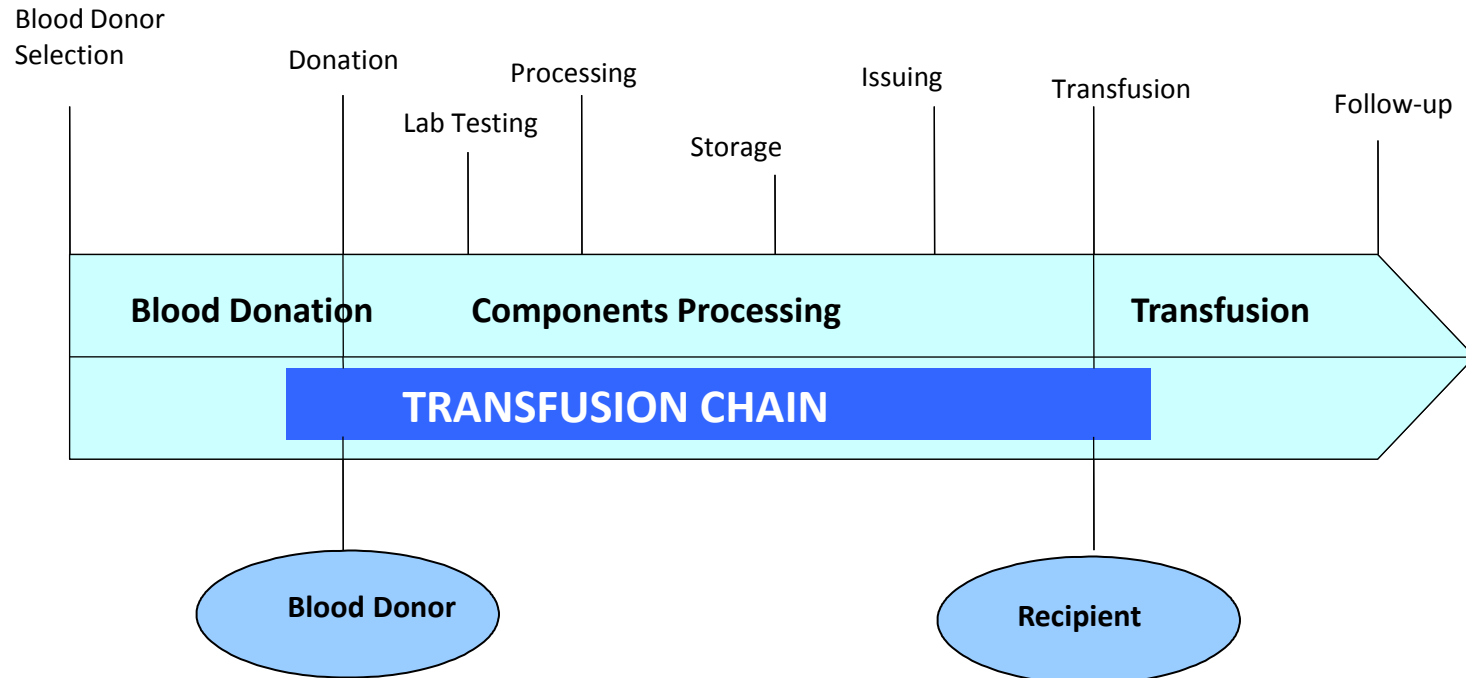 Blood Donor
Selection
Donation
Lab Testing
Processing
Storage
Issuing
Transfusion
Follow-up
Blood Donation
Components Processing
Transfusion
TRANSFUSION CHAIN
Blood Donor
Recipient